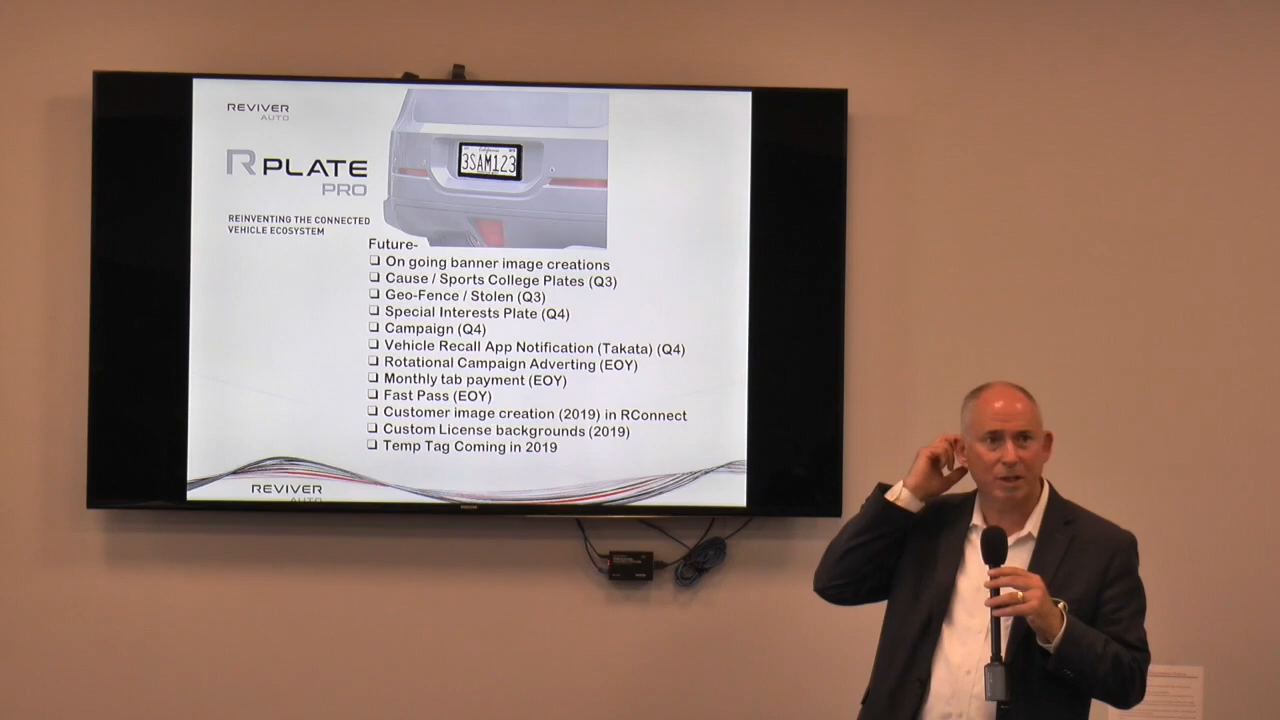 REVIVER
AUTO
R PLATE
PRO
REINVENTING THE CONNECTED
VEHICLE ECOSYSTEM
California
3SAM123
Future-
❑ On going banner image creations
❑ Cause / Sports College Plates (Q3)
❑ Geo-Fence / Stolen (Q3)
❑ Special Interests Plate (Q4)
❑ Campaign (Q4)
❑ Vehicle Recall App Notification (Takata) (Q4)
❑ Rotational Campaign Adverting (EOY)
❑ Monthly tab payment (EOY)
❑ Fast Pass (EOY)
❑ Customer image creation (2019) in RConnect
❑ Custom License backgrounds (2019)
❑ Temp Tag Coming in 2019
REVIVER
AUTO